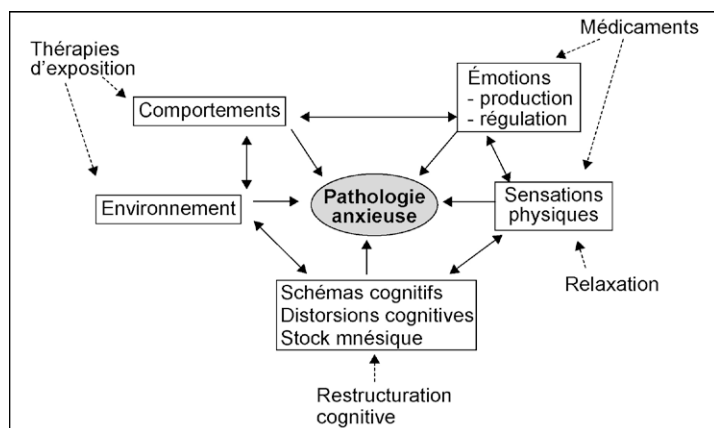 Médicaments
Thérapies
d'exposition
Émotions
- production
- régulation
Comportements
Pathologie
anxieuse
Environnement
Sensations
physiques
Relaxation
Schémas cognitifs
Distorsions cognitives
Stock mnésique
Restructuration
cognitive